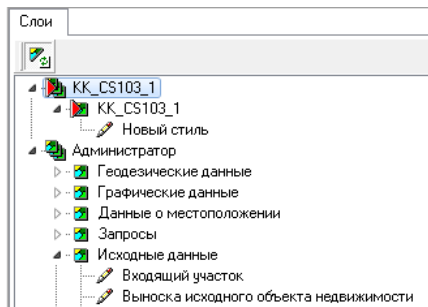 Слои
KK_CS103_1
KK_CS103_1
Новый стиль
Администратор
Геодезические данные
Графические данные
Данные о местоположении
Запросы
Исходные данные
Входящий участок
Выноска исходного объекта недвижимости